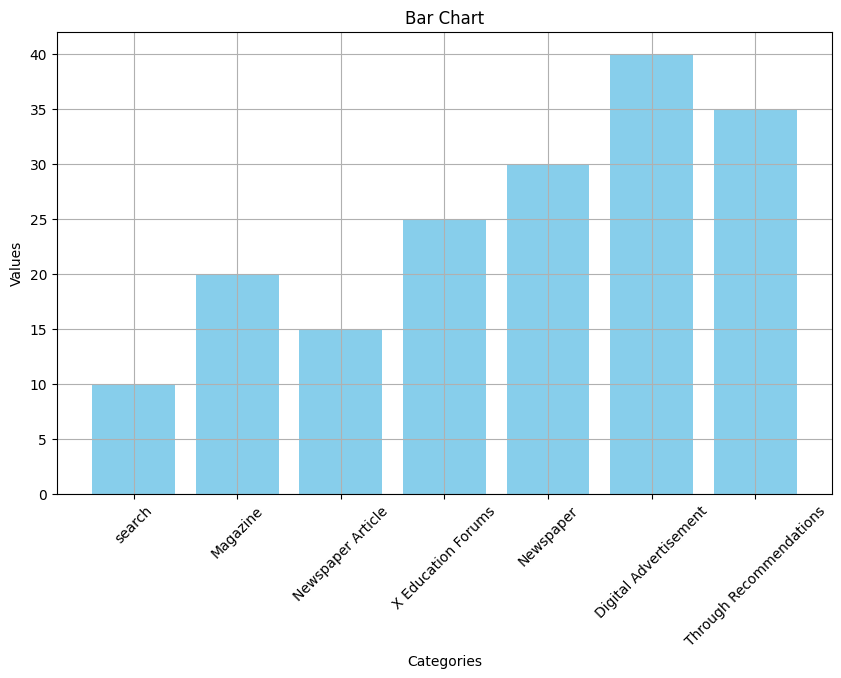 Bar Chart
Values
40
35
30
25
20
15
10
5
0
search
Magazine
Newspaper Article
X Education Forums
Newspaper
Digital Advertisement
Through Recommendations
Categories